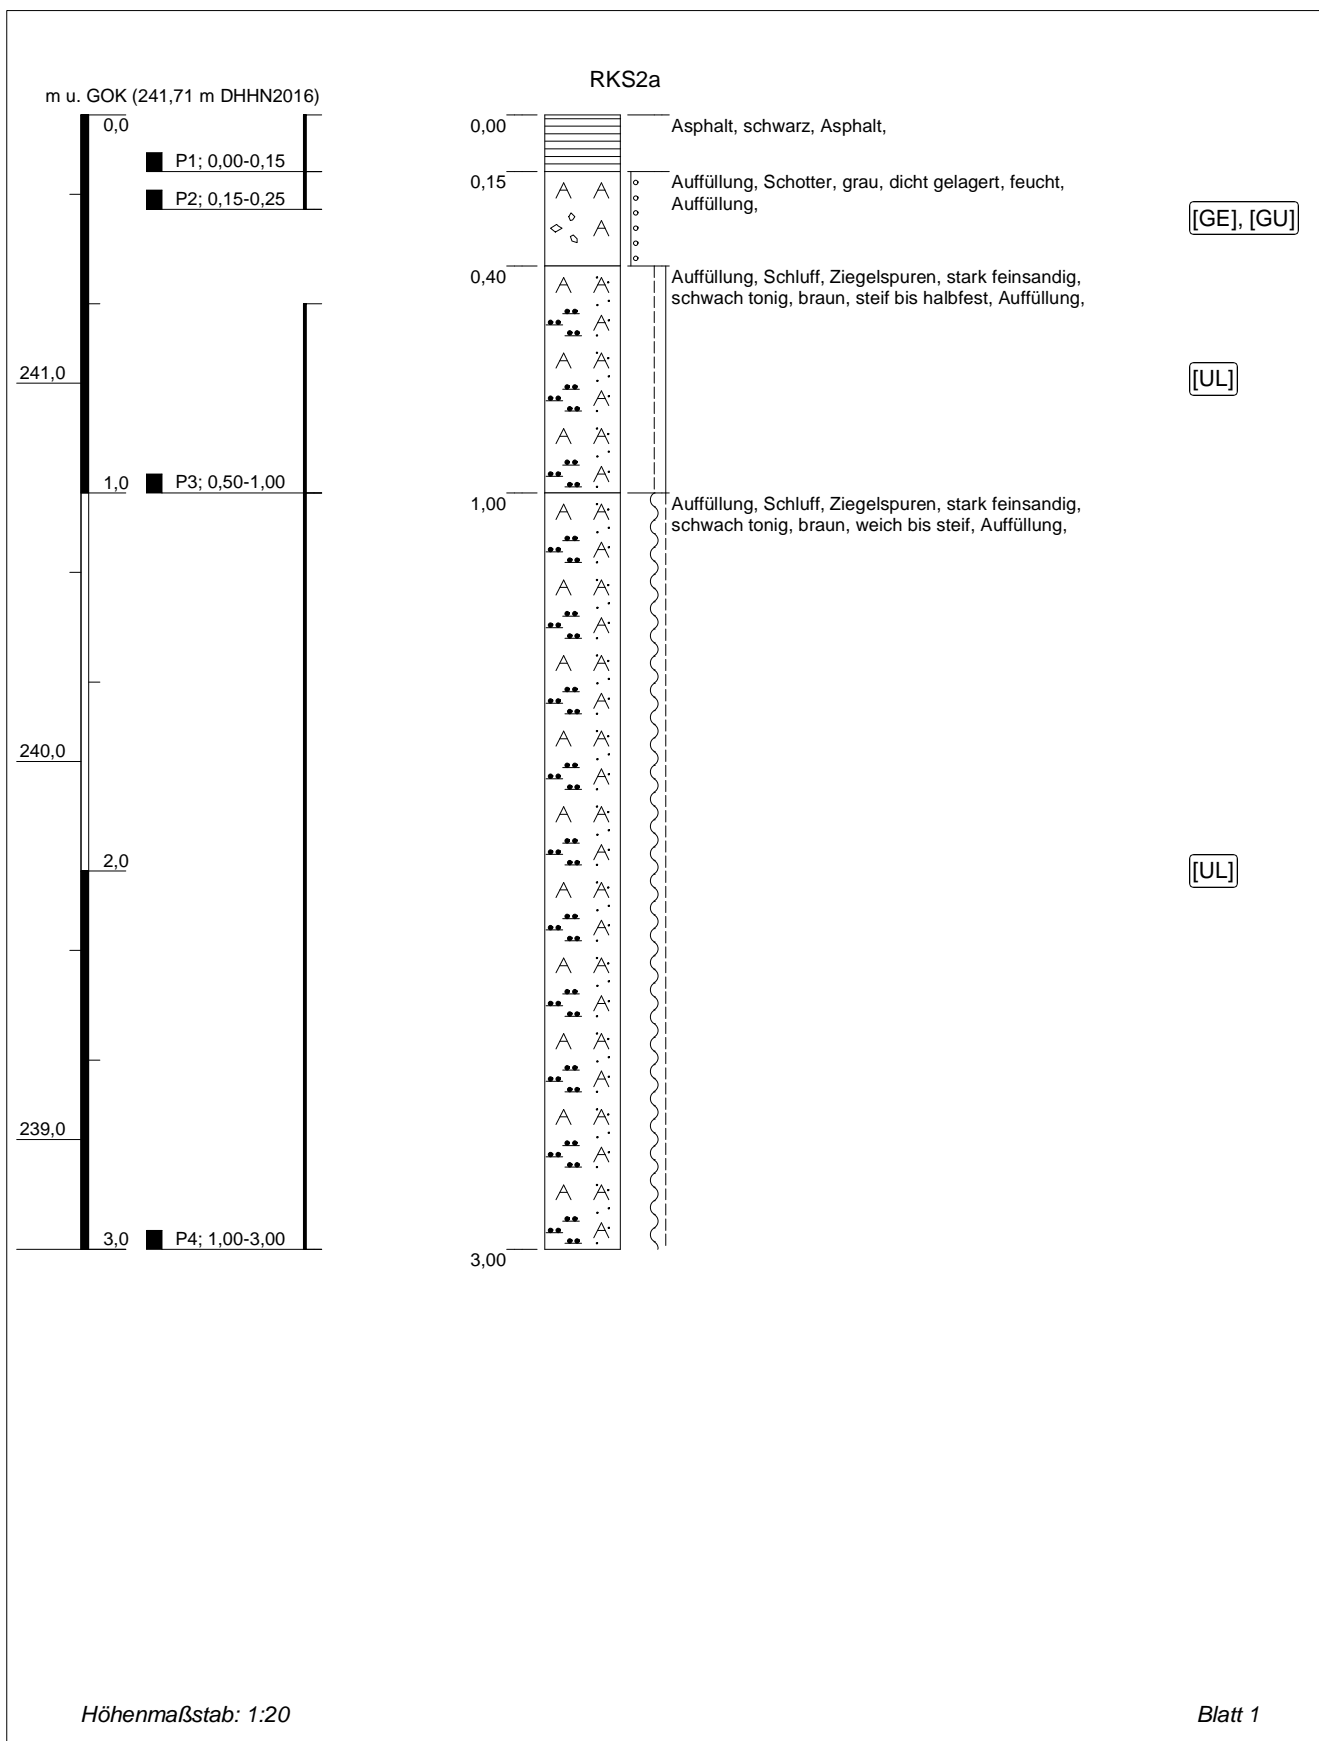 RKS2a
m u. GOK (241,71 m DHHN2016)
0,0
P1; 0,00-0,15
P2; 0,15-0,25
241,0
1,0
P3; 0,50-1,00
240,0
2,0
239,0
3,0
P4; 1,00-3,00
0,00
Asphalt, schwarz, Asphalt,
0,15
Auffüllung, Schotter, grau, dicht gelagert, feucht,
Auffüllung,
[GE], [GU]
0,40
Auffüllung, Schluff, Ziegelspuren, stark feinsandig,
schwach tonig, braun, steif bis halbfest, Auffüllung,
[UL]
1,00
Auffüllung, Schluff, Ziegelspuren, stark feinsandig,
schwach tonig, braun, weich bis steif, Auffüllung,
[UL]
3,00
Höhenmaßstab: 1:20
Blatt 1